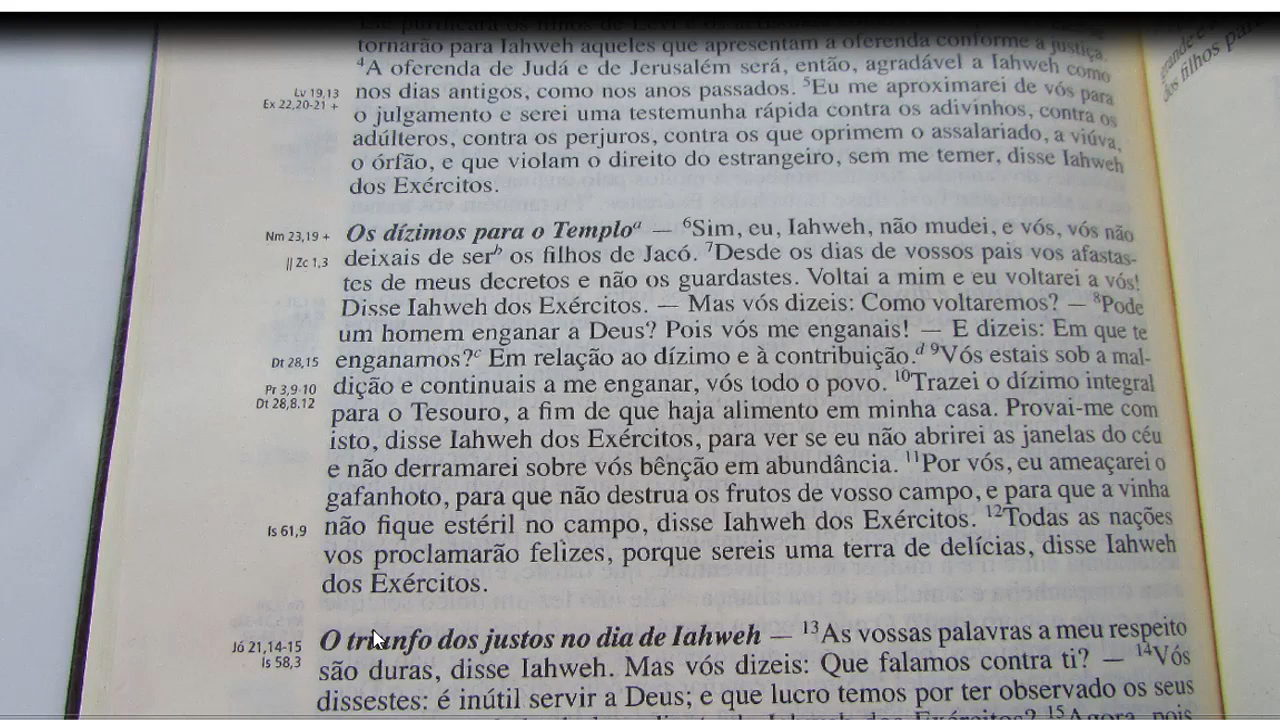 tornarão para Iahweh aqueles que apresentam a oferenda conforme a justiça.
⁴A oferenda de Judá e de Jerusalém será, então, agradável a Iahweh como
Lv 19,13
nos dias antigos, como nos anos passados. ⁵Eu me aproximarei de vós para
Ex 22,20-21 +
o julgamento e serei uma testemunha rápida contra os adivinhos, contra os
adúlteros, contra os perjuros, contra os que oprimem o assalariado, a viúva,
o órfão, e que violam o direito do estrangeiro, sem me temer, disse Iahweh
dos Exércitos.
Nm 23,19 +
Os dízimos para o Temploᵃ — ⁶Sim, eu, Iahweh, não mudei, e vós, vós não
|| Zc 1,3
deixais de serᵇ os filhos de Jacó. ⁷Desde os dias de vossos pais vos afastas-
tes de meus decretos e não os guardastes. Voltai a mim e eu voltarei a vós!
Disse Iahweh dos Exércitos. — Mas vós dizeis: Como voltaremos? — ⁸Pode
um homem enganar a Deus? Pois vós me enganais! — E dizeis: Em que te
Dt 28,15
enganamos?ᶜ Em relação ao dízimo e à contribuição.ᵈ ⁹Vós estais sob a mal-
Pr 3,9-10
dição e continuais a me enganar, vós todo o povo. ¹⁰Trazei o dízimo integral
Dt 28,8.12
para o Tesouro, a fim de que haja alimento em minha casa. Provai-me com
isto, disse Iahweh dos Exércitos, para ver se eu não abrirei as janelas do céu
e não derramarei sobre vós bênção em abundância. ¹¹Por vós, eu ameaçarei o
gafanhoto, para que não destrua os frutos de vosso campo, e para que a vinha
Is 61,9
não fique estéril no campo, disse Iahweh dos Exércitos. ¹²Todas as nações
vos proclamarão felizes, porque sereis uma terra de delícias, disse Iahweh
dos Exércitos.
Jó 21,14-15
O triunfo dos justos no dia de Iahweh — ¹³As vossas palavras a meu respeito
Is 58,3
são duras, disse Iahweh. Mas vós dizeis: Que falamos contra ti? — ¹⁴Vós
dissestes: é inútil servir a Deus; e que lucro temos por ter observado os seus
dos filhos